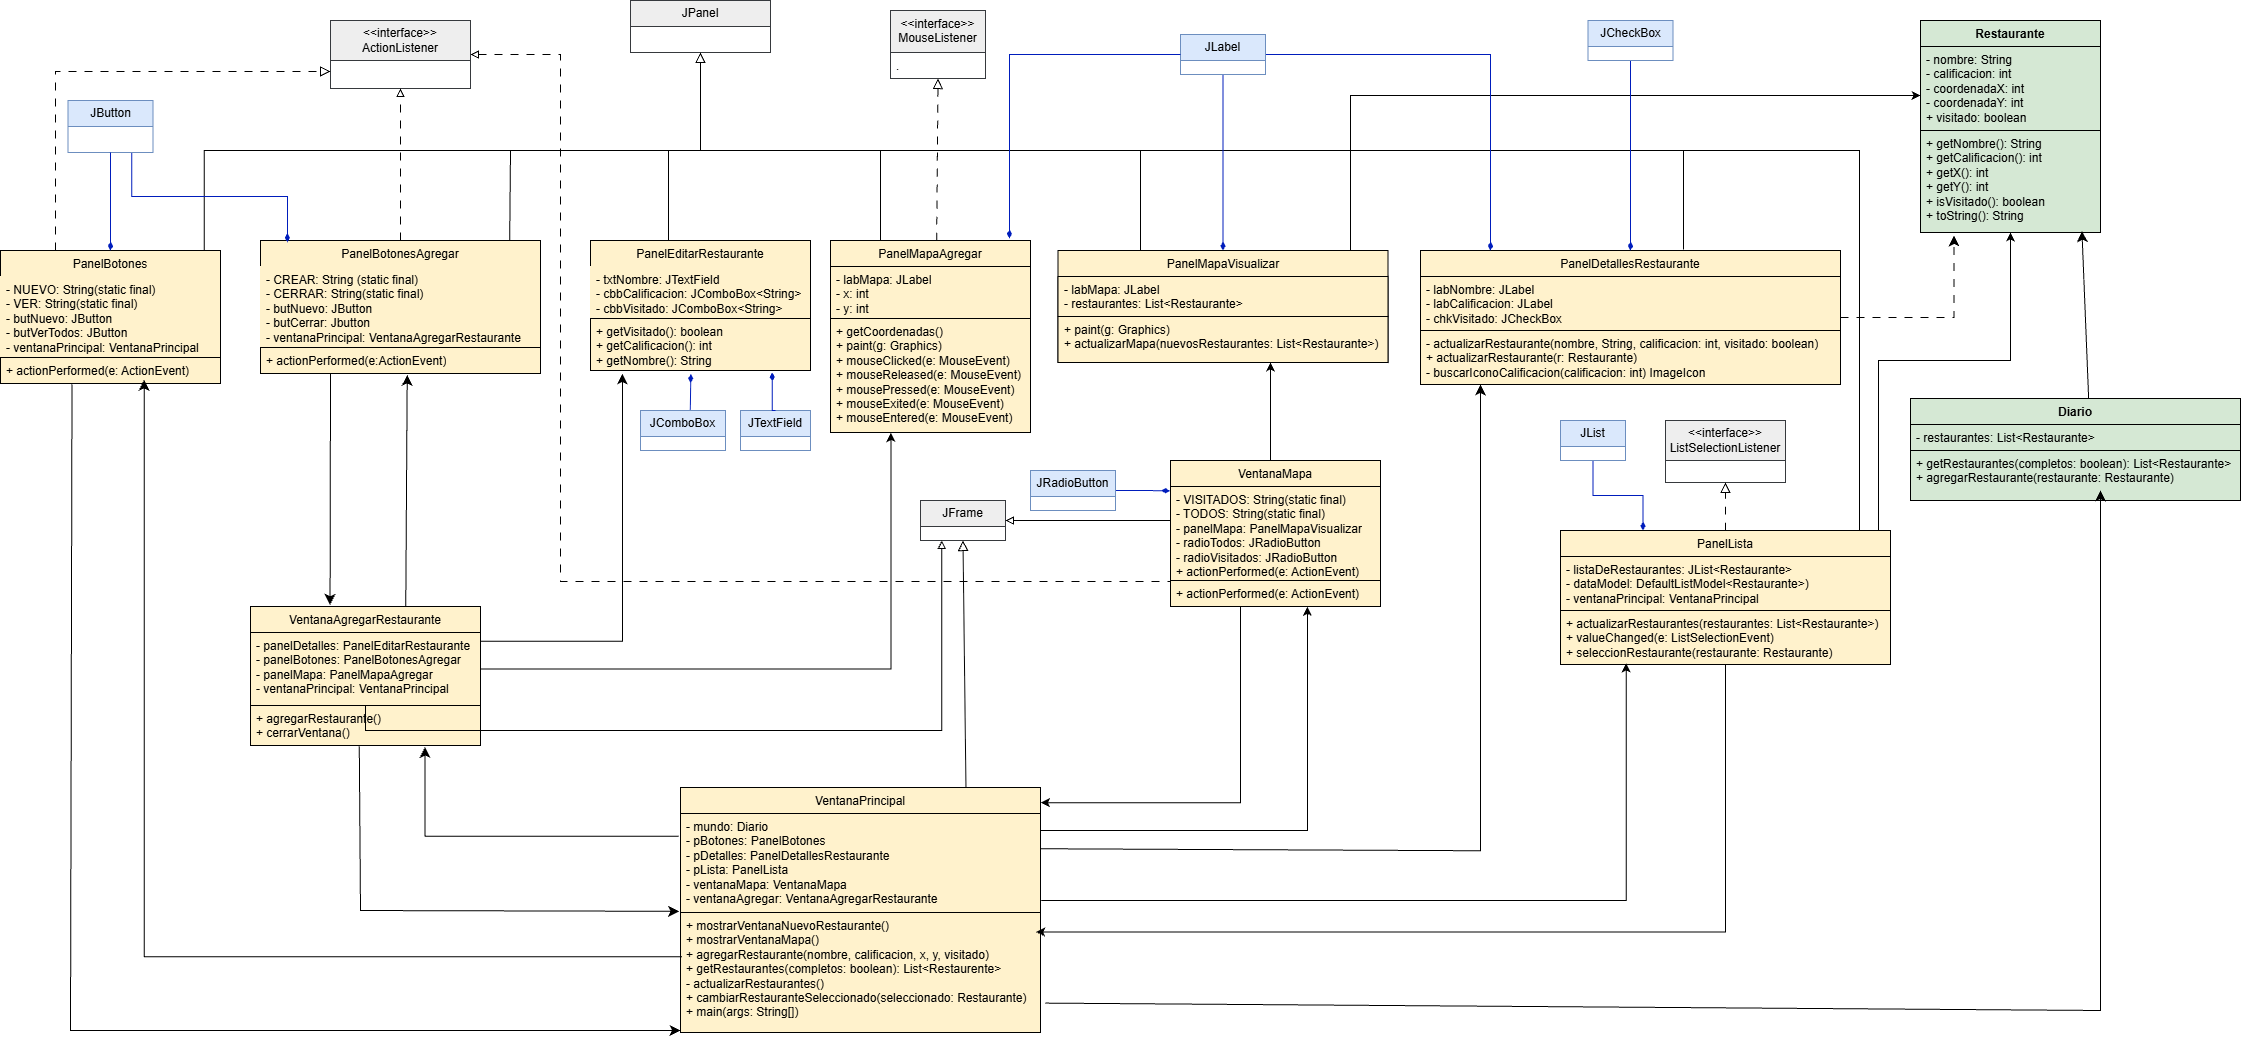 <<interface>>
ActionListener
JPanel
<<interface>>
MouseListener
.
JLabel
JCheckBox
Restaurante
- nombre: String
- calificacion: int
- coordenadaX: int
- coordenadaY: int
+ visitado: boolean
+ getNombre(): String
+ getCalificacion(): int
+ getX(): int
+ getY(): int
+ isVisitado(): boolean
+ toString(): String
JButton
PanelBotones
- NUEVO: String(static final)
- VER: String(static final)
- butNuevo: JButton
- butVerTodos: JButton
- ventanaPrincipal: VentanaPrincipal
+ actionPerformed(e: ActionEvent)
PanelBotonesAgregar
- CREAR: String (static final)
- CERRAR: String(static final)
- butNuevo: JButton
- butCerrar: Jbutton
- ventanaPrincipal: VentanaAgregarRestaurante
+ actionPerformed(e:ActionEvent)
PanelEditarRestaurante
- txtNombre: JTextField
- cbbCalificacion: JComboBox<String>
- cbbVisitado: JComboBox<String>
+ getVisitado(): boolean
+ getCalificacion(): int
+ getNombre(): String
JComboBox
JTextField
PanelMapaAgregar
- labMapa: JLabel
- x: int
- y: int
+ getCoordenadas()
+ paint(g: Graphics)
+ mouseClicked(e: MouseEvent)
+ mouseReleased(e: MouseEvent)
+ mousePressed(e: MouseEvent)
+ mouseExited(e: MouseEvent)
+ mouseEntered(e: MouseEvent)
PanelMapaVisualizar
- labMapa: JLabel
- restaurantes: List<Restaurante>
+ paint(g: Graphics)
+ actualizarMapa(nuevosRestaurantes: List<Restaurante>)
PanelDetallesRestaurante
- labNombre: JLabel
- labCalificacion: JLabel
- chkVisitado: JCheckBox
- actualizarRestaurante(nombre, String, calificacion: int, visitado: boolean)
+ actualizarRestaurante(r: Restaurante)
- buscarIconoCalificacion(calificacion: int) ImageIcon
Diario
- restaurantes: List<Restaurante>
+ getRestaurantes(completos: boolean): List<Restaurante>
+ agregarRestaurante(restaurante: Restaurante)
JList
<<interface>>
ListSelectionListener
JRadioButton
JFrame
VentanaMapa
- VISITADOS: String(static final)
- TODOS: String(static final)
- panelMapa: PanelMapaVisualizar
- radioTodos: JRadioButton
- radioVisitados: JRadioButton
+ actionPerformed(e: ActionEvent)
+ actionPerformed(e: ActionEvent)
PanelLista
- listaDeRestaurantes: JList<Restaurante>
- dataModel: DefaultListModel<Restaurante>)
- ventanaPrincipal: VentanaPrincipal
+ actualizarRestaurantes(restaurantes: List<Restaurante>)
+ valueChanged(e: ListSelectionEvent)
+ seleccionRestaurante(restaurante: Restaurante)
VentanaAgregarRestaurante
- panelDetalles: PanelEditarRestaurante
- panelBotones: PanelBotonesAgregar
- panelMapa: PanelMapaAgregar
- ventanaPrincipal: VentanaPrincipal
+ agregarRestaurante()
+ cerrarVentana()
VentanaPrincipal
- mundo: Diario
- pBotones: PanelBotones
- pDetalles: PanelDetallesRestaurante
- pLista: PanelLista
- ventanaMapa: VentanaMapa
- ventanaAgregar: VentanaAgregarRestaurante
+ mostrarVentanaNuevoRestaurante()
+ mostrarVentanaMapa()
+ agregarRestaurante(nombre, calificacion, x, y, visitado)
+ getRestaurantes(completos: boolean): List<Restaurente>
- actualizarRestaurantes()
+ cambiarRestauranteSeleccionado(seleccionado: Restaurante)
+ main(args: String[])